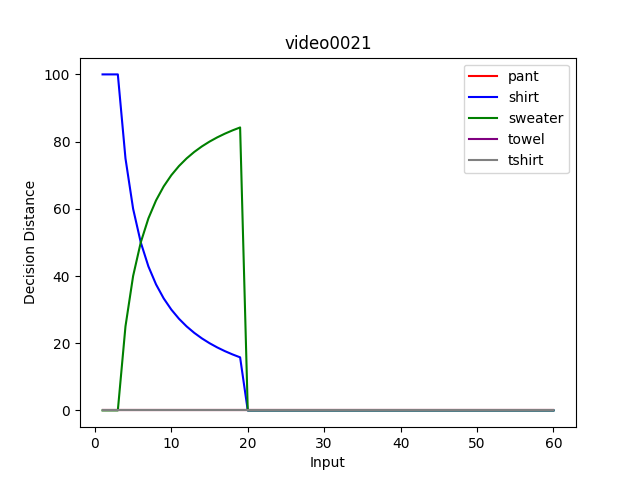 video0021
100
80
60
40
20
0
Decision Distance
pant
shirt
sweater
towel
tshirt
0 10 20 30 40 50 60
Input